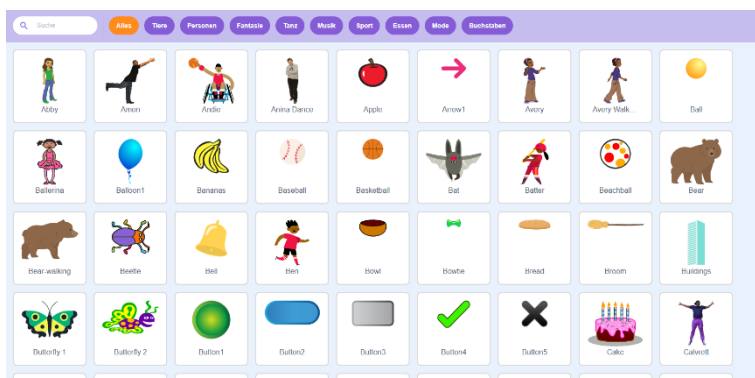 Suche Alles Tiere Personen Fantasie Tanz Musik Sport Essen Mode Buchstaben
Abby Amon Andie Anina Dance Apple Arrow1 Avery Avery Walk... Ball
Ballerina Balloon1 Bananas Baseball Basketball Bat Batter Beachball Bear
Bear-walking Beetle Bell Ben Bowl Bowtie Bread Broom Buildings
Butterfly 1 Butterfly 2 Button1 Button2 Button3 Button4 Button5 Cake Calvrett